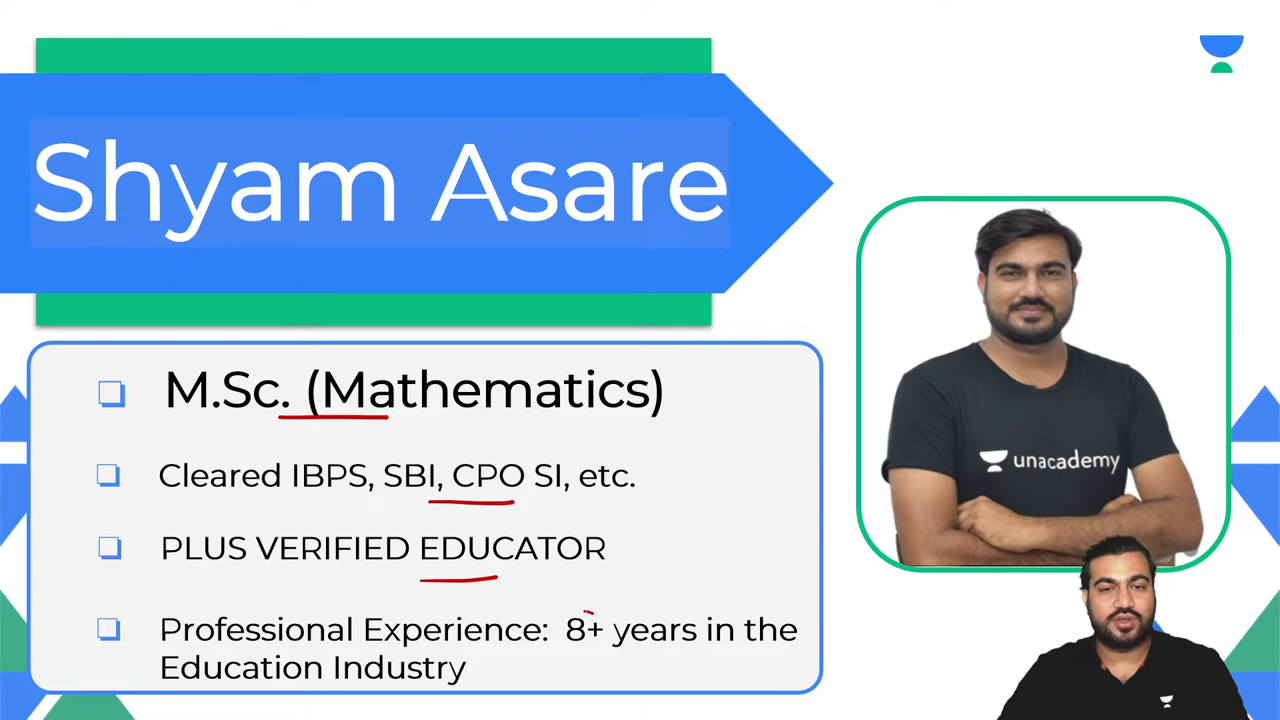 Shyam Asare
M.Sc. (Mathematics)
Cleared IBPS, SBI, CPO SI, etc.
PLUS VERIFIED EDUCATOR
Professional Experience: 8+ years in the
Education Industry
unacademy